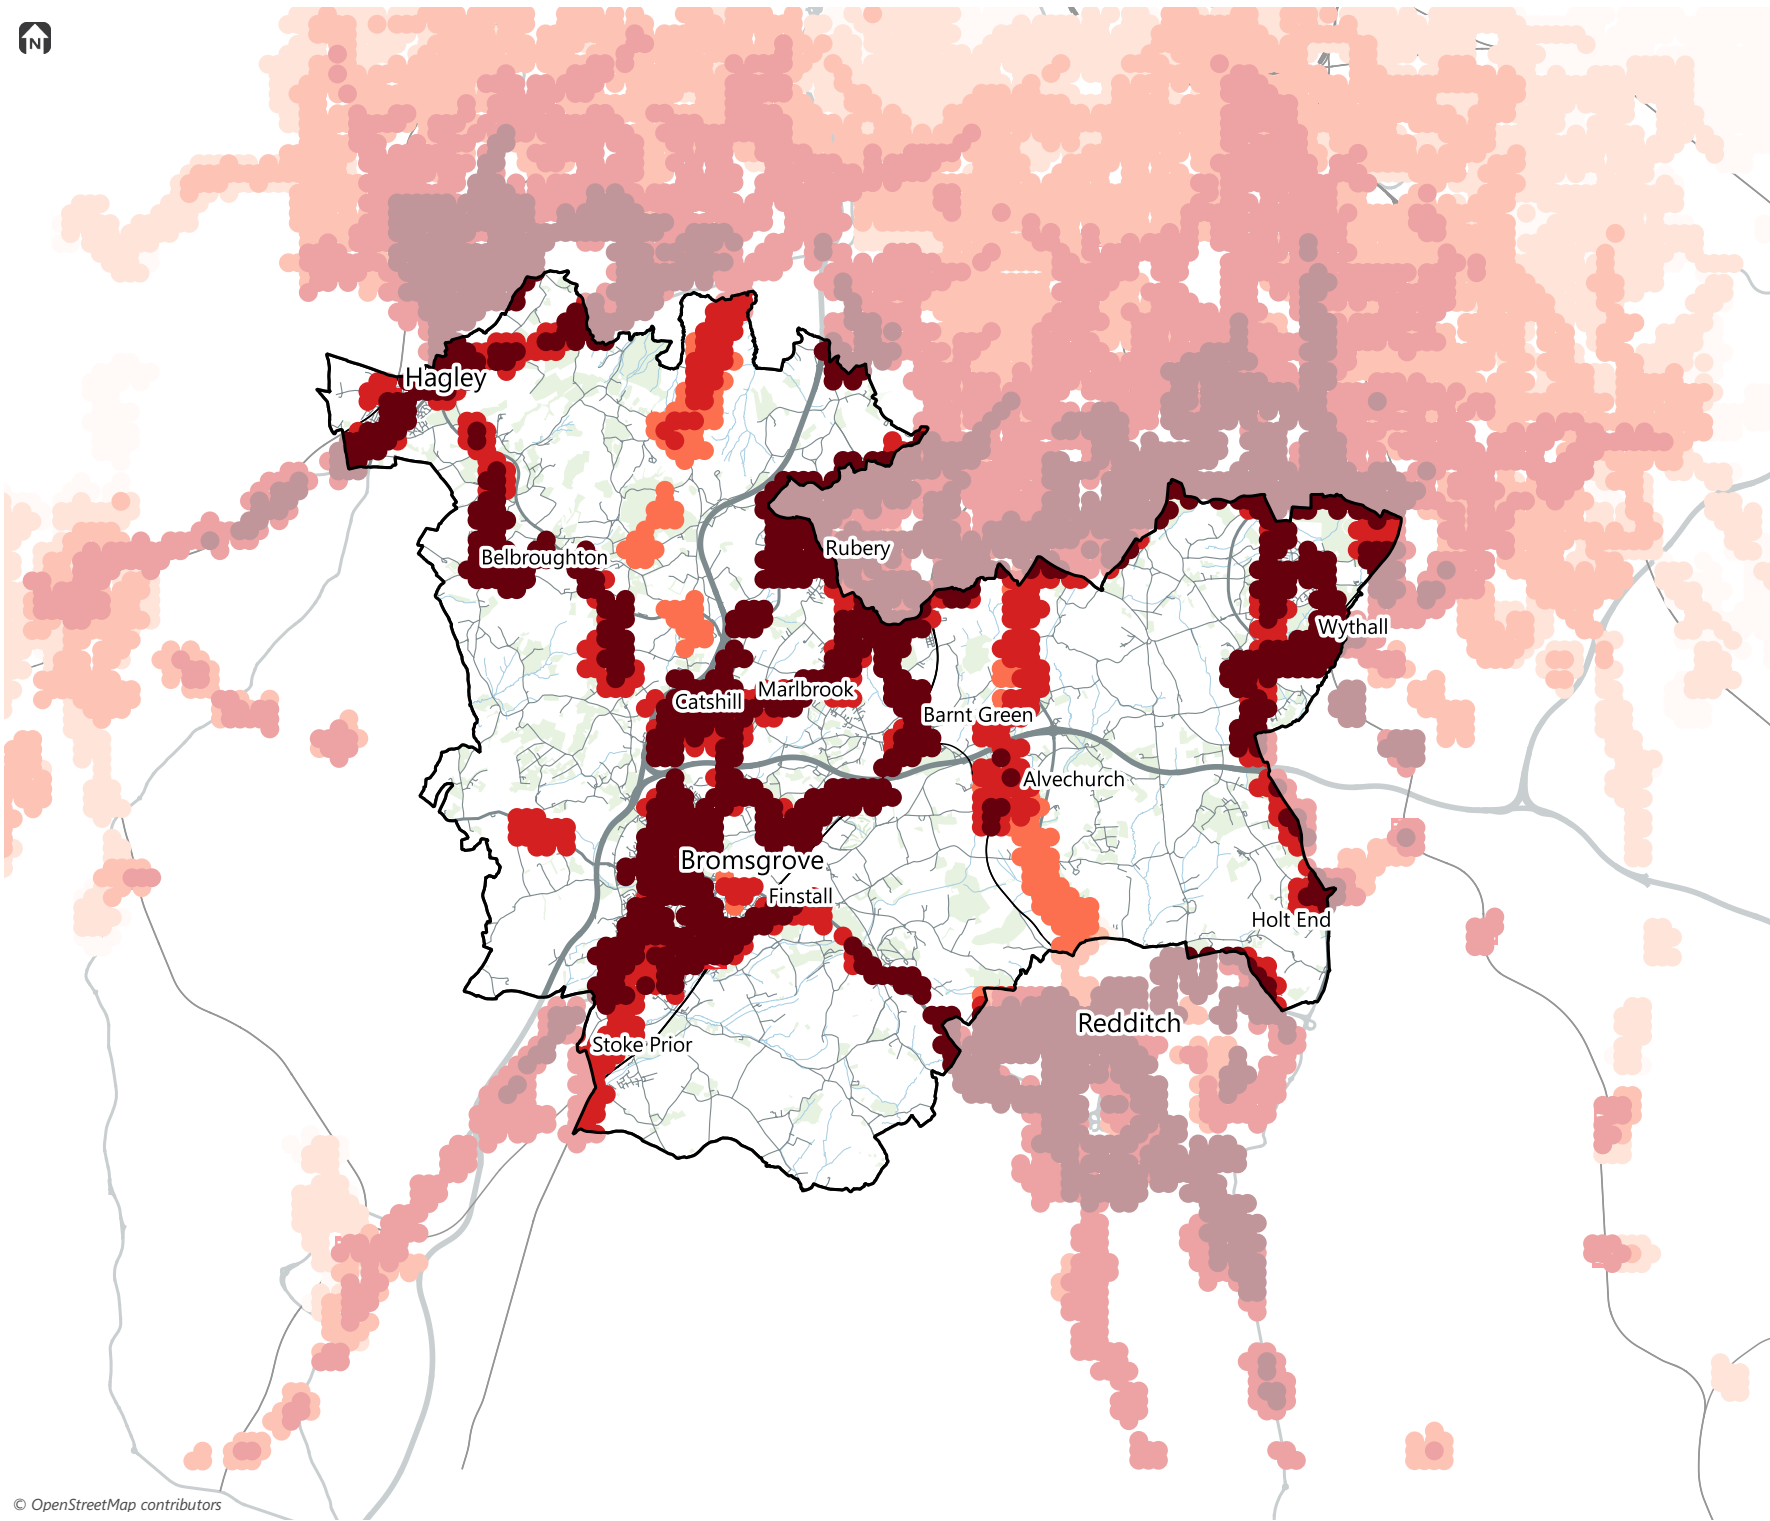 N
Hagley
Belbroughton
Rubery
Wythall
Catshill
Marlbrook
Barnt Green
Alvechurch
Bromsgrove
Finstall
Holt End
Redditch
Stoke Prior
© OpenStreetMap contributors